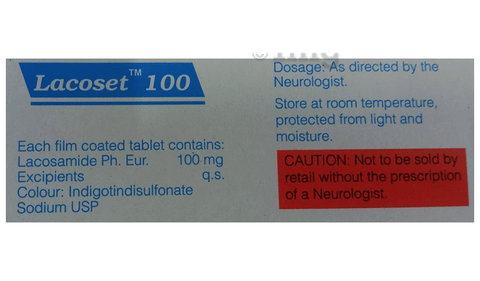 Lacoset™ 100
Each film coated tablet contains:
Lacosamide Ph. Eur. 100 mg
Excipients q.s.
Colour: Indigotindisulfonate
Sodium USP
Dosage: As directed by the
Neurologist.
Store at room temperature,
protected from light and
moisture.
CAUTION: Not to be sold by
retail without the prescription
of a Neurologist.